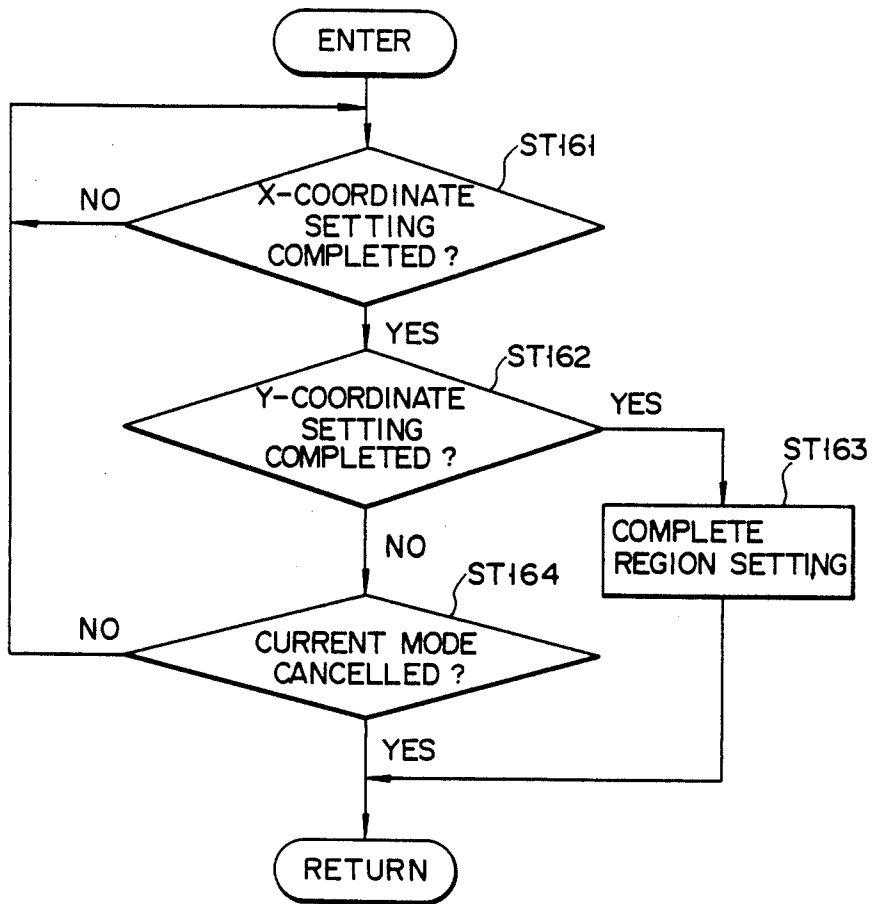 ENTER
ST161
NO
X-COORDINATE
SETTING
COMPLETED ?
YES
ST162
Y-COORDINATE
SETTING
COMPLETED ?
YES
ST163
COMPLETE
REGION SETTING
NO
ST164
NO
CURRENT MODE
CANCELLED ?
YES
RETURN